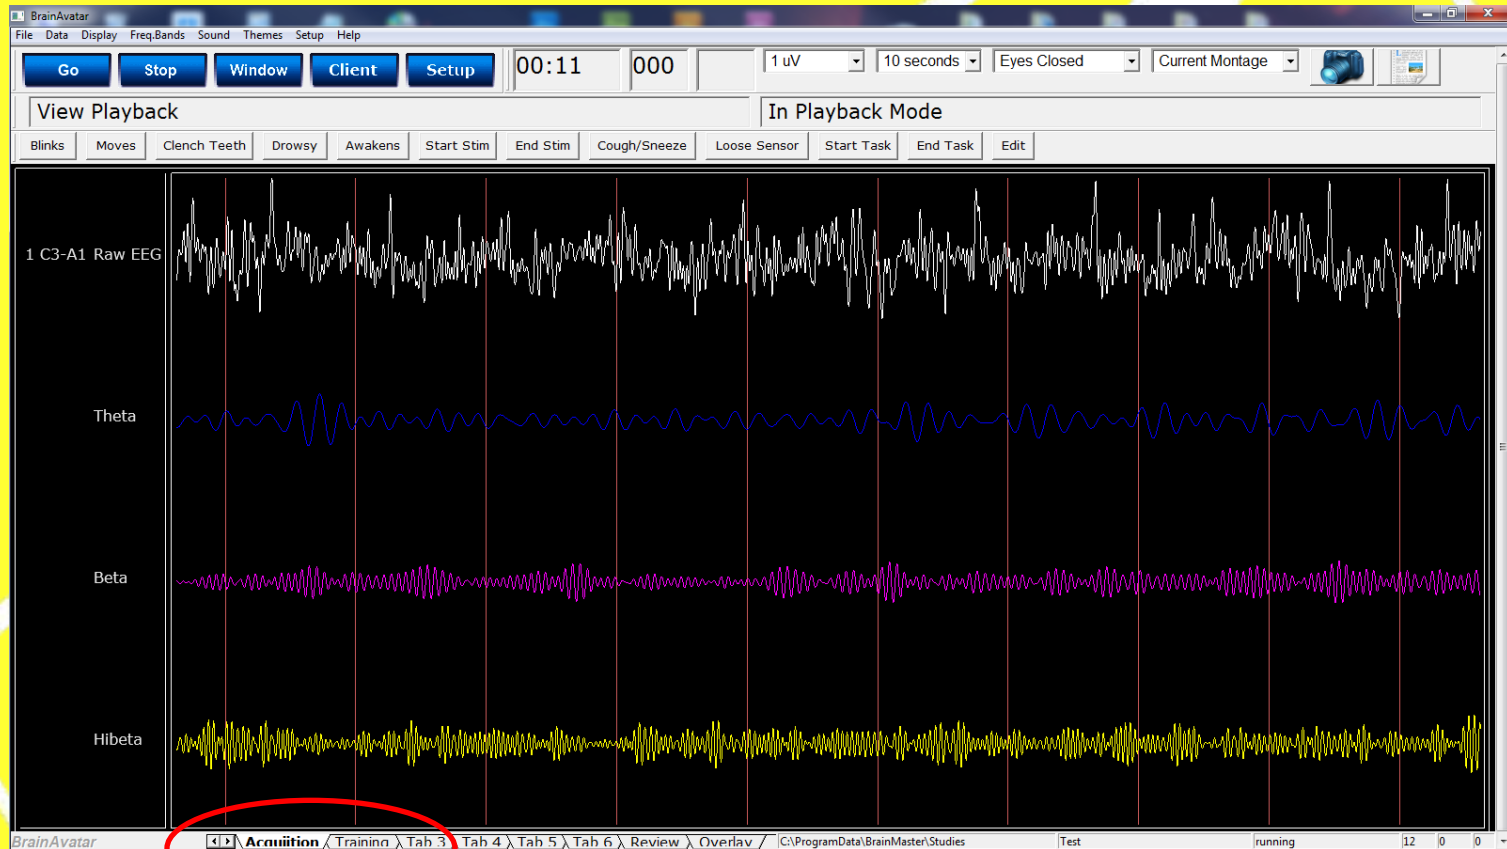 BrainAvatar
File Data Display Freq.Bands Sound Themes Setup Help
Go Stop Window Client Setup 00:11 000 1 uV 10 seconds Eyes Closed Current Montage
View Playback In Playback Mode
Blinks Moves Clench Teeth Drowsy Awakens Start Stim End Stim Cough/Sneeze Loose Sensor Start Task End Task Edit
1 C3-A1 Raw EEG
Theta
Beta
Hibeta
BrainAvatar Acquiition Training Tab 3 Tab 4 Tab 5 Tab 6 Review Overlay C:\ProgramData\BrainMaster\Studies Test running 12 0 0